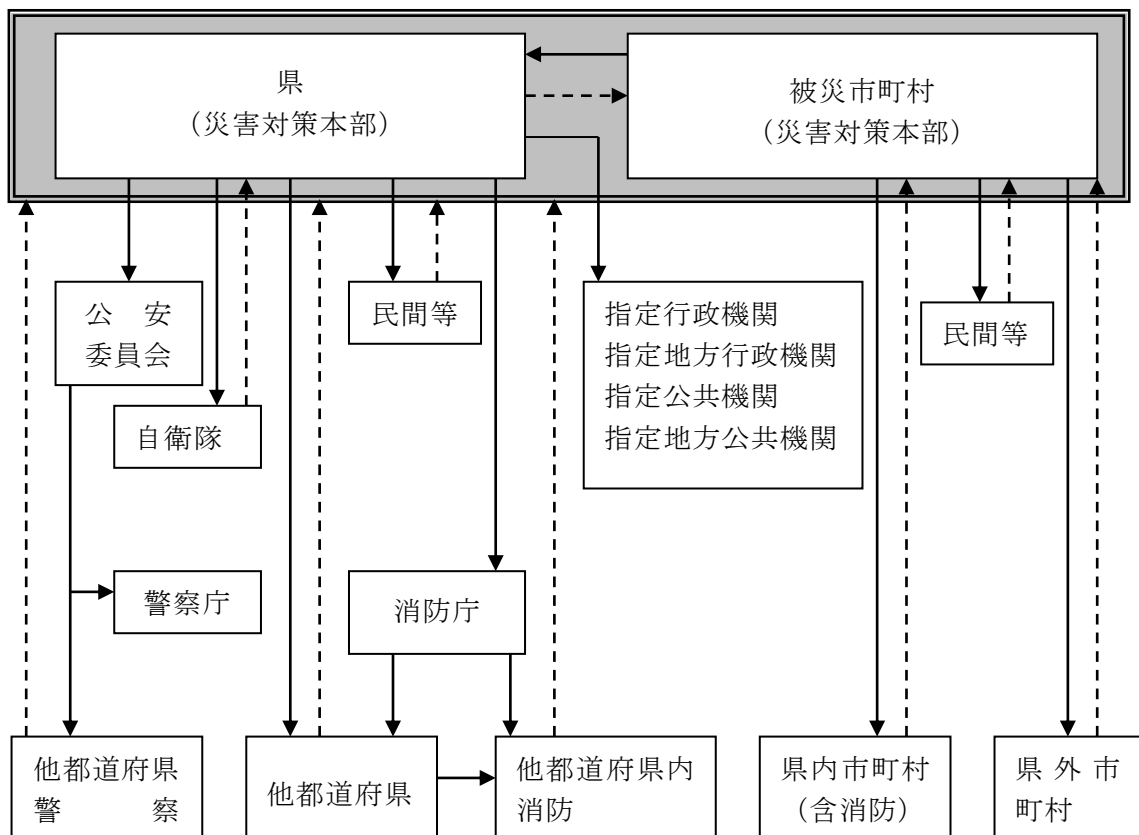 県
（災害対策本部）
被災市町村
（災害対策本部）
公　安
委員会
民間等
指定行政機関
指定地方行政機関
指定公共機関
指定地方公共機関
民間等
自衛隊
警察庁
消防庁
他都道府県
警　　　察
他都道府県
他都道府県内
消防
県内市町村
（含消防）
県 外 市
町村